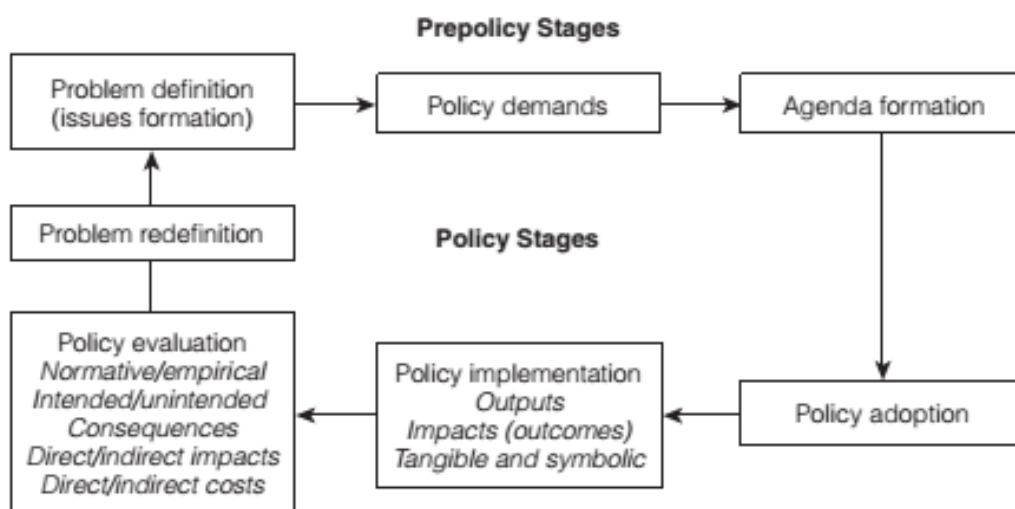 Prepolicy Stages
Problem definition
(issues formation)
Policy demands
Agenda formation
Problem redefinition
Policy Stages
Policy evaluation
Normative/empirical
Intended/unintended
Consequences
Direct/indirect impacts
Direct/indirect costs
Policy implementation
Outputs
Impacts (outcomes)
Tangible and symbolic
Policy adoption